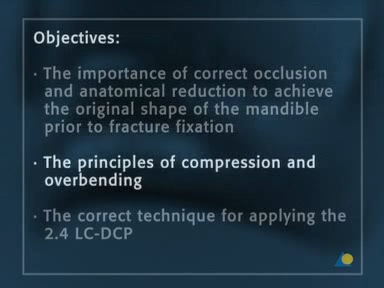 Objectives:
· The importance of correct occlusion
and anatomical reduction to achieve
the original shape of the mandible
prior to fracture fixation
· The principles of compression and
overbending
· The correct technique for applying the
2.4 LC-DCP